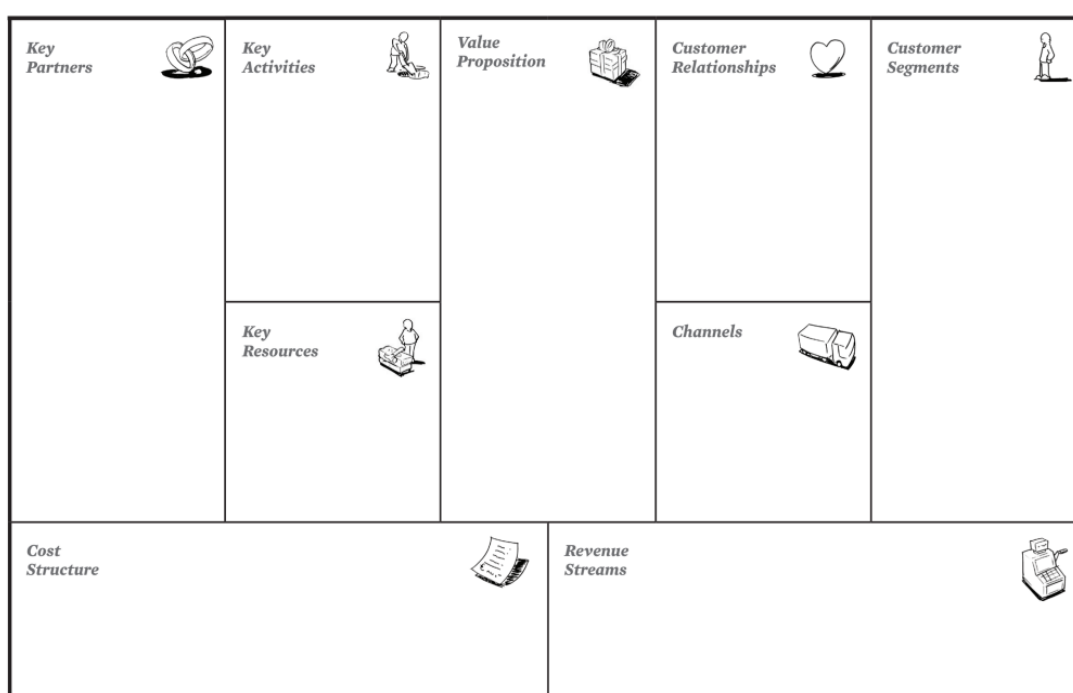 Key
Partners
Key
Activities
Value
Proposition
Customer
Relationships
Customer
Segments
Key
Resources
Channels
Cost
Structure
Revenue
Streams